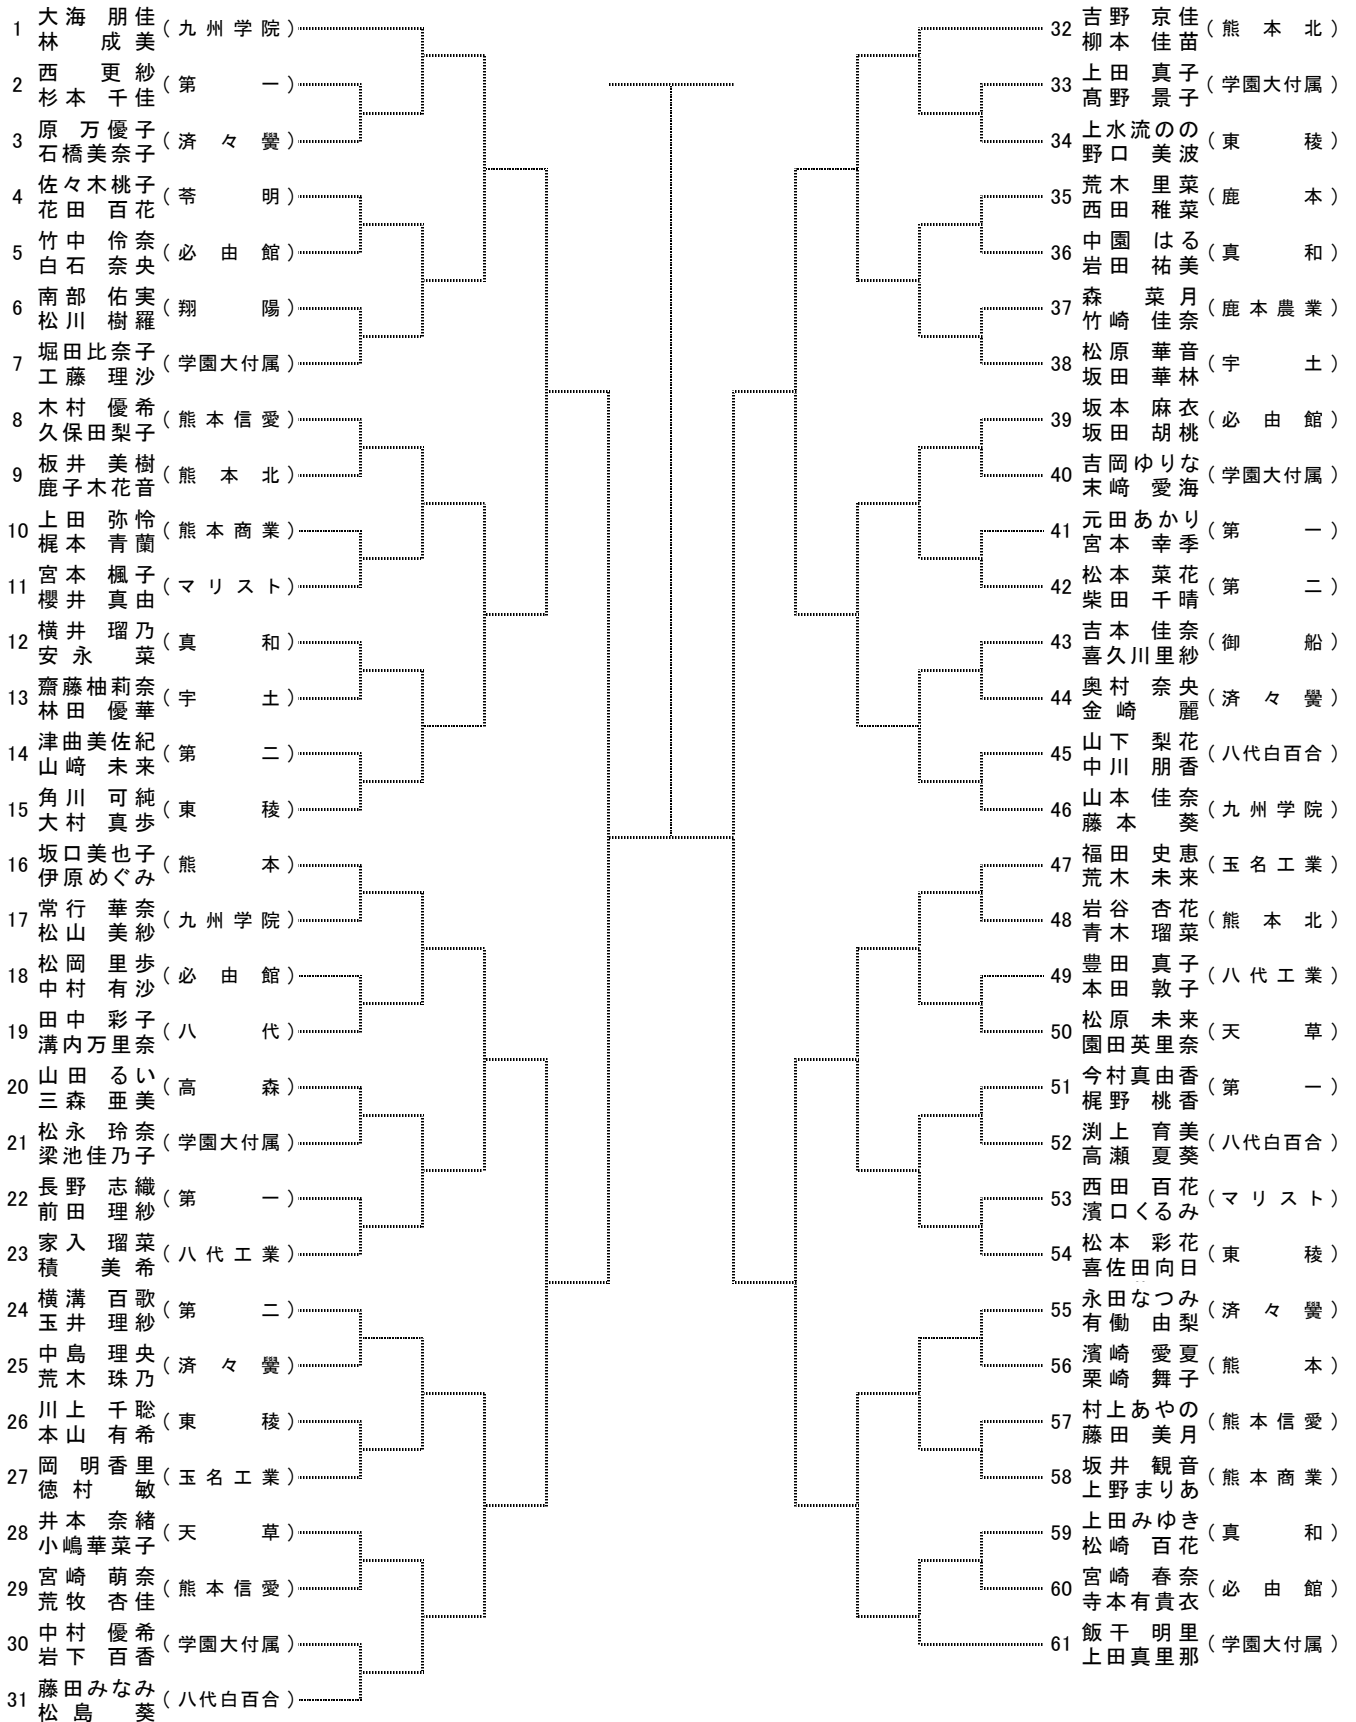 1 大海 朋佳 (九州学院)
林 成美
2 西 更紗 (第一)
杉本 千佳
3 原 万優子 (済々黌)
石橋美奈子
4 佐々木桃子 (苓明)
花田 百花
5 竹中 伶奈 (必由館)
白石 奈央
6 南部 佑実 (翔陽)
松川 樹羅
7 堀田比奈子 (学園大付属)
工藤 理沙
8 木村 優希 (熊本信愛)
久保田梨子
9 板井 美樹 (熊本北)
鹿子木花音
10 上田 弥怜 (熊本商業)
梶本 青蘭
11 宮本 楓子 (マリスト)
櫻井 真由
12 横井 瑠乃 (真和)
安永 菜
13 齋藤柚莉奈 (宇土)
林田 優華
14 津曲美佐紀 (第二)
山﨑 未来
15 角川 可純 (東稜)
大村 真歩
16 坂口美也子 (熊本)
伊原めぐみ
17 常行 華奈 (九州学院)
松山 美紗
18 松岡 里歩 (必由館)
中村 有沙
19 田中 彩子 (八代)
溝内万里奈
20 山田 るい (高森)
三森 亜美
21 松永 玲奈 (学園大付属)
梁池佳乃子
22 長野 志織 (第一)
前田 理紗
23 家入 瑠菜 (八代工業)
積 美希
24 横溝 百歌 (第二)
玉井 理紗
25 中島 理央 (済々黌)
荒木 珠乃
26 川上 千聡 (東稜)
本山 有希
27 岡 明香里 (玉名工業)
徳村 敏
28 井本 奈緒 (天草)
小嶋華菜子
29 宮崎 萌奈 (熊本信愛)
荒牧 杏佳
30 中村 優希 (学園大付属)
岩下 百香
31 藤田みなみ (八代白百合)
松島 葵
32 吉野 京佳 (熊本北)
柳本 佳苗
33 上田 真子 (学園大付属)
髙野 景子
34 上水流のの (東稜)
野口 美波
35 荒木 里菜 (鹿本)
西田 稚菜
36 中園 はる (真和)
岩田 祐美
37 森 菜月 (鹿本農業)
竹崎 佳奈
38 松原 華音 (宇土)
坂田 華林
39 坂本 麻衣 (必由館)
坂田 胡桃
40 吉岡ゆりな (学園大付属)
末﨑 愛海
41 元田あかり (第一)
宮本 幸季
42 松本 菜花 (第二)
柴田 千晴
43 吉本 佳奈 (御船)
喜久川里紗
44 奥村 奈央 (済々黌)
金崎 麗
45 山下 梨花 (八代白百合)
中川 朋香
46 山本 佳奈 (九州学院)
藤本 葵
47 福田 史恵 (玉名工業)
荒木 未来
48 岩谷 杏花 (熊本北)
青木 瑠菜
49 豊田 真子 (八代工業)
本田 敦子
50 松原 未来 (天草)
園田英里奈
51 今村真由香 (第一)
梶野 桃香
52 渕上 育美 (八代白百合)
高瀬 夏葵
53 西田 百花 (マリスト)
濱口くるみ
54 松本 彩花 (東稜)
喜佐田向日
55 永田なつみ (済々黌)
有働 由梨
56 濱崎 愛夏 (熊本)
栗崎 舞子
57 村上あやの (熊本信愛)
藤田 美月
58 坂井 観音 (熊本商業)
上野まりあ
59 上田みゆき (真和)
松崎 百花
60 宮崎 春奈 (必由館)
寺本有貴衣
61 飯干 明里 (学園大付属)
上田真里那